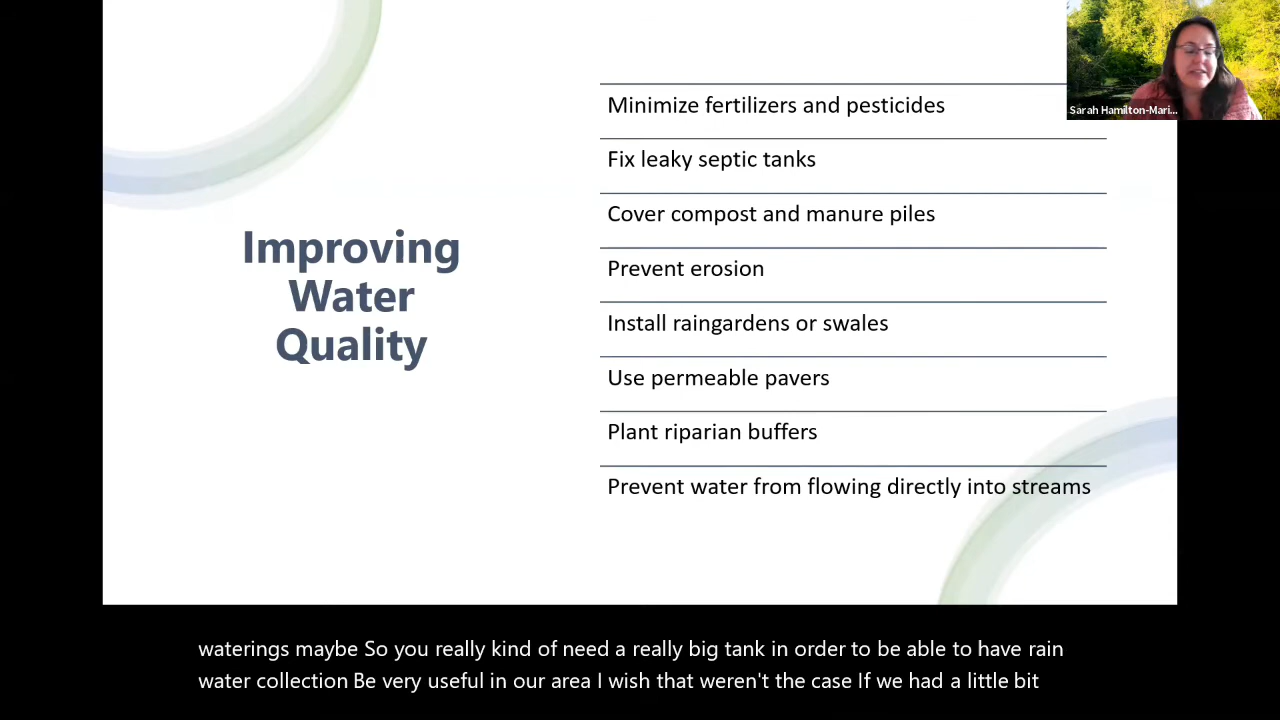 Improving
Water
Quality
Minimize fertilizers and pesticides
Fix leaky septic tanks
Cover compost and manure piles
Prevent erosion
Install raingardens or swales
Use permeable pavers
Plant riparian buffers
Prevent water from flowing directly into streams
Sarah Hamilton-Mari...
waterings maybe So you really kind of need a really big tank in order to be able to have rain
water collection Be very useful in our area I wish that weren't the case If we had a little bit